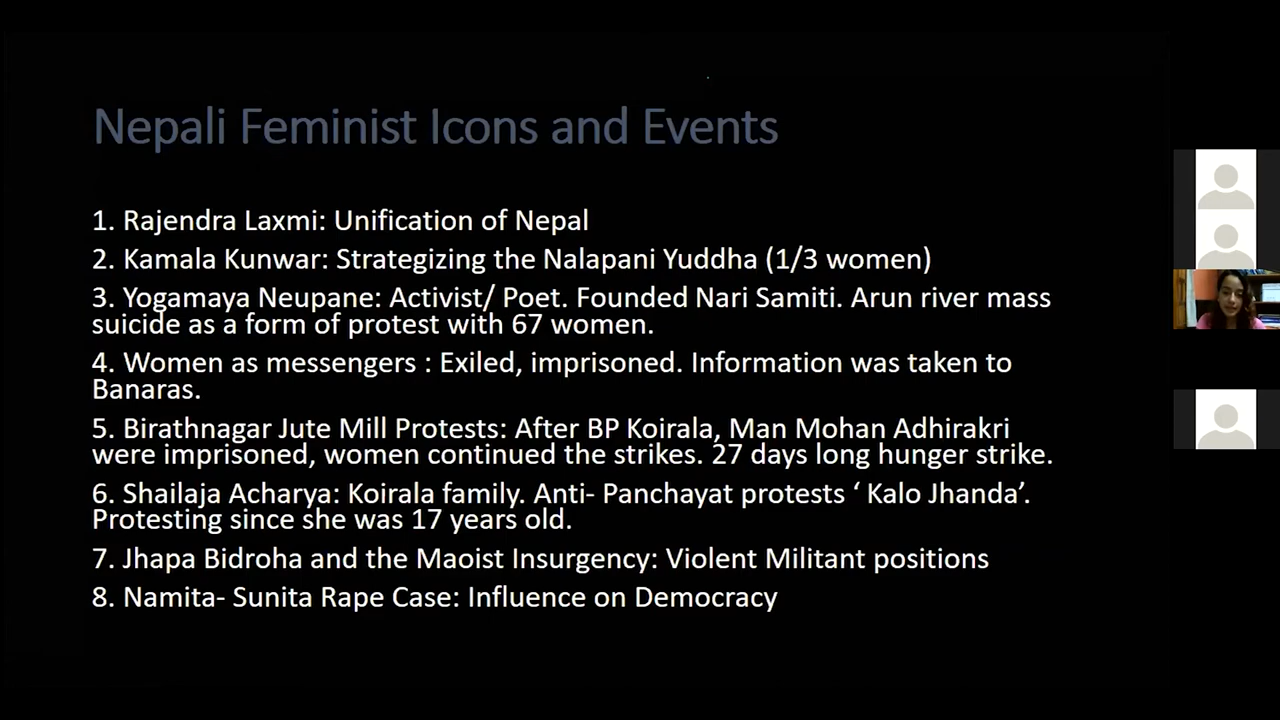 Nepali Feminist Icons and Events
1. Rajendra Laxmi: Unification of Nepal
2. Kamala Kunwar: Strategizing the Nalapani Yuddha (1/3 women)
3. Yogamaya Neupane: Activist/ Poet. Founded Nari Samiti. Arun river mass
suicide as a form of protest with 67 women.
4. Women as messengers : Exiled, imprisoned. Information was taken to
Banaras.
5. Birathnagar Jute Mill Protests: After BP Koirala, Man Mohan Adhirakri
were imprisoned, women continued the strikes. 27 days long hunger strike.
6. Shailaja Acharya: Koirala family. Anti- Panchayat protests ‘ Kalo Jhanda’.
Protesting since she was 17 years old.
7. Jhapa Bidroha and the Maoist Insurgency: Violent Militant positions
8. Namita- Sunita Rape Case: Influence on Democracy